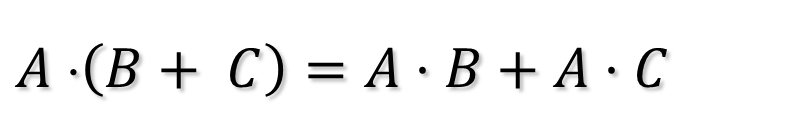 A ·(B + C) = A · B + A · C